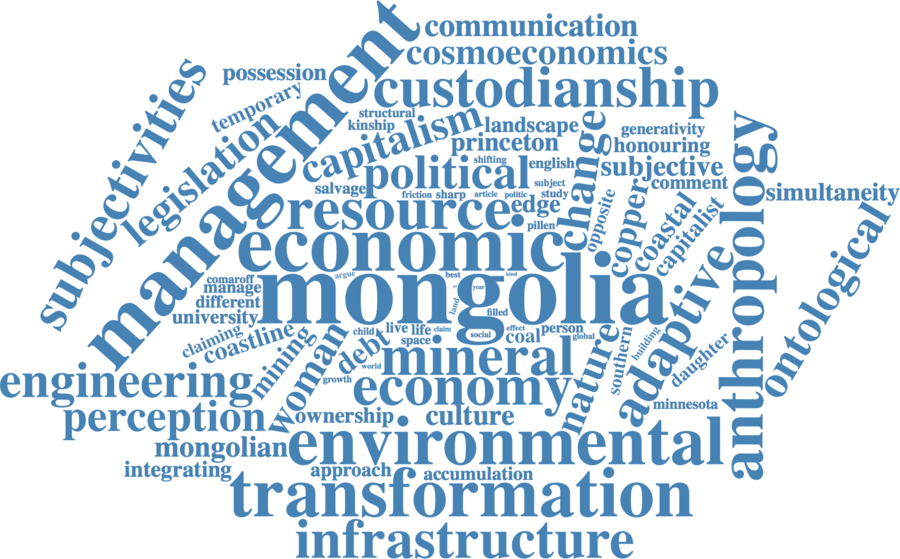 communication
cosmoeconomics
possession
custodianship
temporary
management
subjectivities
legislation
structural
kinship
capitalism
landscape
princeton
change
generativity
honouring
subjective
comment
simultaneity
shifting
english
political
salvage
friction
sharp
article
politic
subject
study
resource
edge
pillen
opposite
copper
coastal
capitalist
anthropology
ontological
economic
comaroff
manage
different
university
argue
best
kind
year
land
filled
mongolia
adaptive
claiming
coastline
mining
woman
debt
child
live
life
claim
space
social
effect
coal
person
global
world
growth
mineral
nature
southern
building
daughter
minnesota
engineering
economy
perception
ownership
culture
mongolian
environmental
integrating
approach
accumulation
transformation
infrastructure